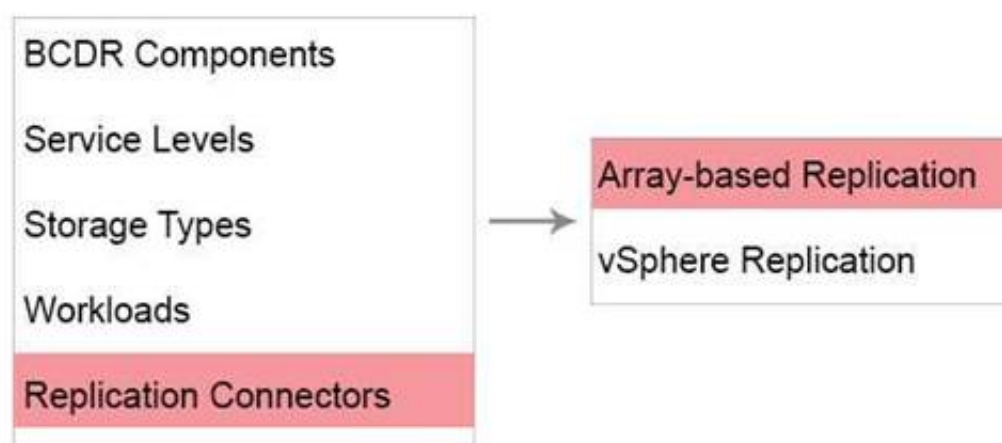 BCDR Components
Service Levels
Storage Types
Workloads
Replication Connectors
Array-based Replication
vSphere Replication